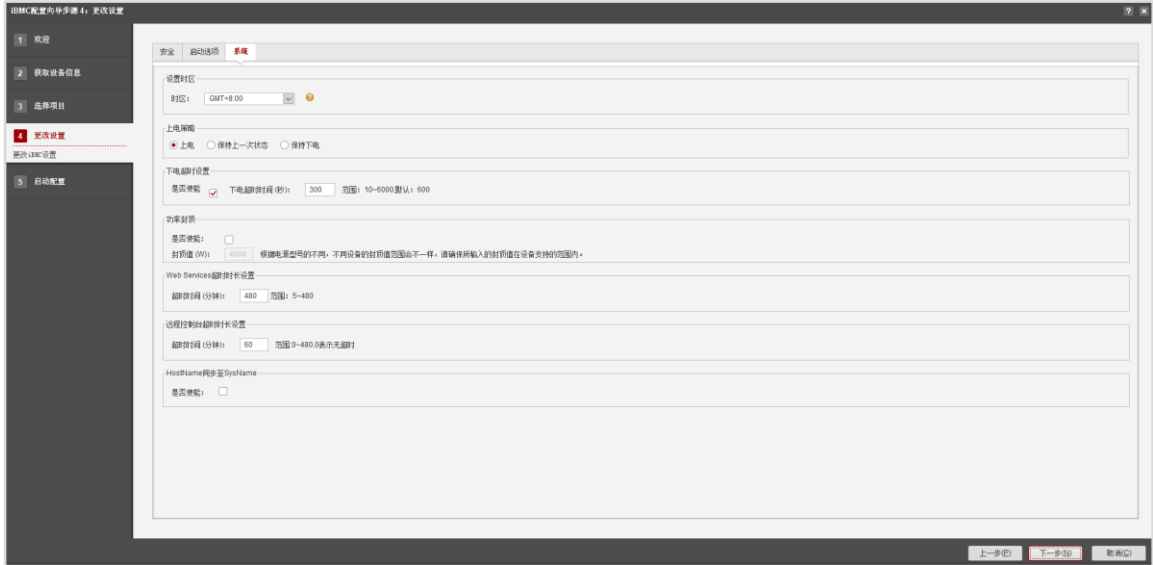 iBMC配置向导步骤 4：更改设置
? ×
1 欢迎
2 获取设备信息
3 选择项目
4 更改设置
更改iBMC设置
5 启动配置
安全 启动选项 系统
设置时区
时区： GMT+8:00 ?
上电策略
上电 保持上一次状态 保持下电
下电超时设置
是否使能 下电超时时间(秒)： 300 范围：10~6000,默认：600
功率封顶
是否使能：
封顶值(W)： 4000 根据电源型号的不同，不同设备的封顶值范围会不一样，请确保所输入的封顶值在设备支持的范围内。
Web Services超时时长设置
超时时间(分钟)： 480 范围：5~480
远程控制台超时时长设置
超时时间(分钟)： 60 范围:0~480,0表示无超时
HostName同步至SysName
是否使能：
上一步(P) 下一步(N) 取消(C)